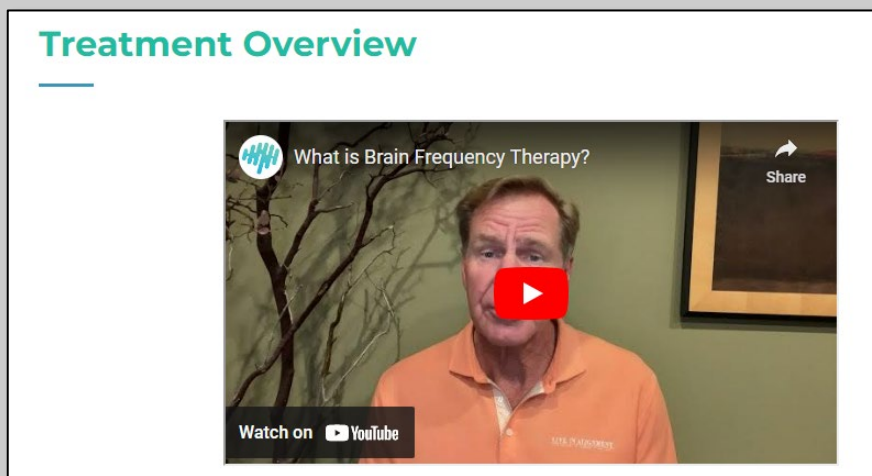 Treatment Overview
What is Brain Frequency Therapy?
Share
Watch on YouTube